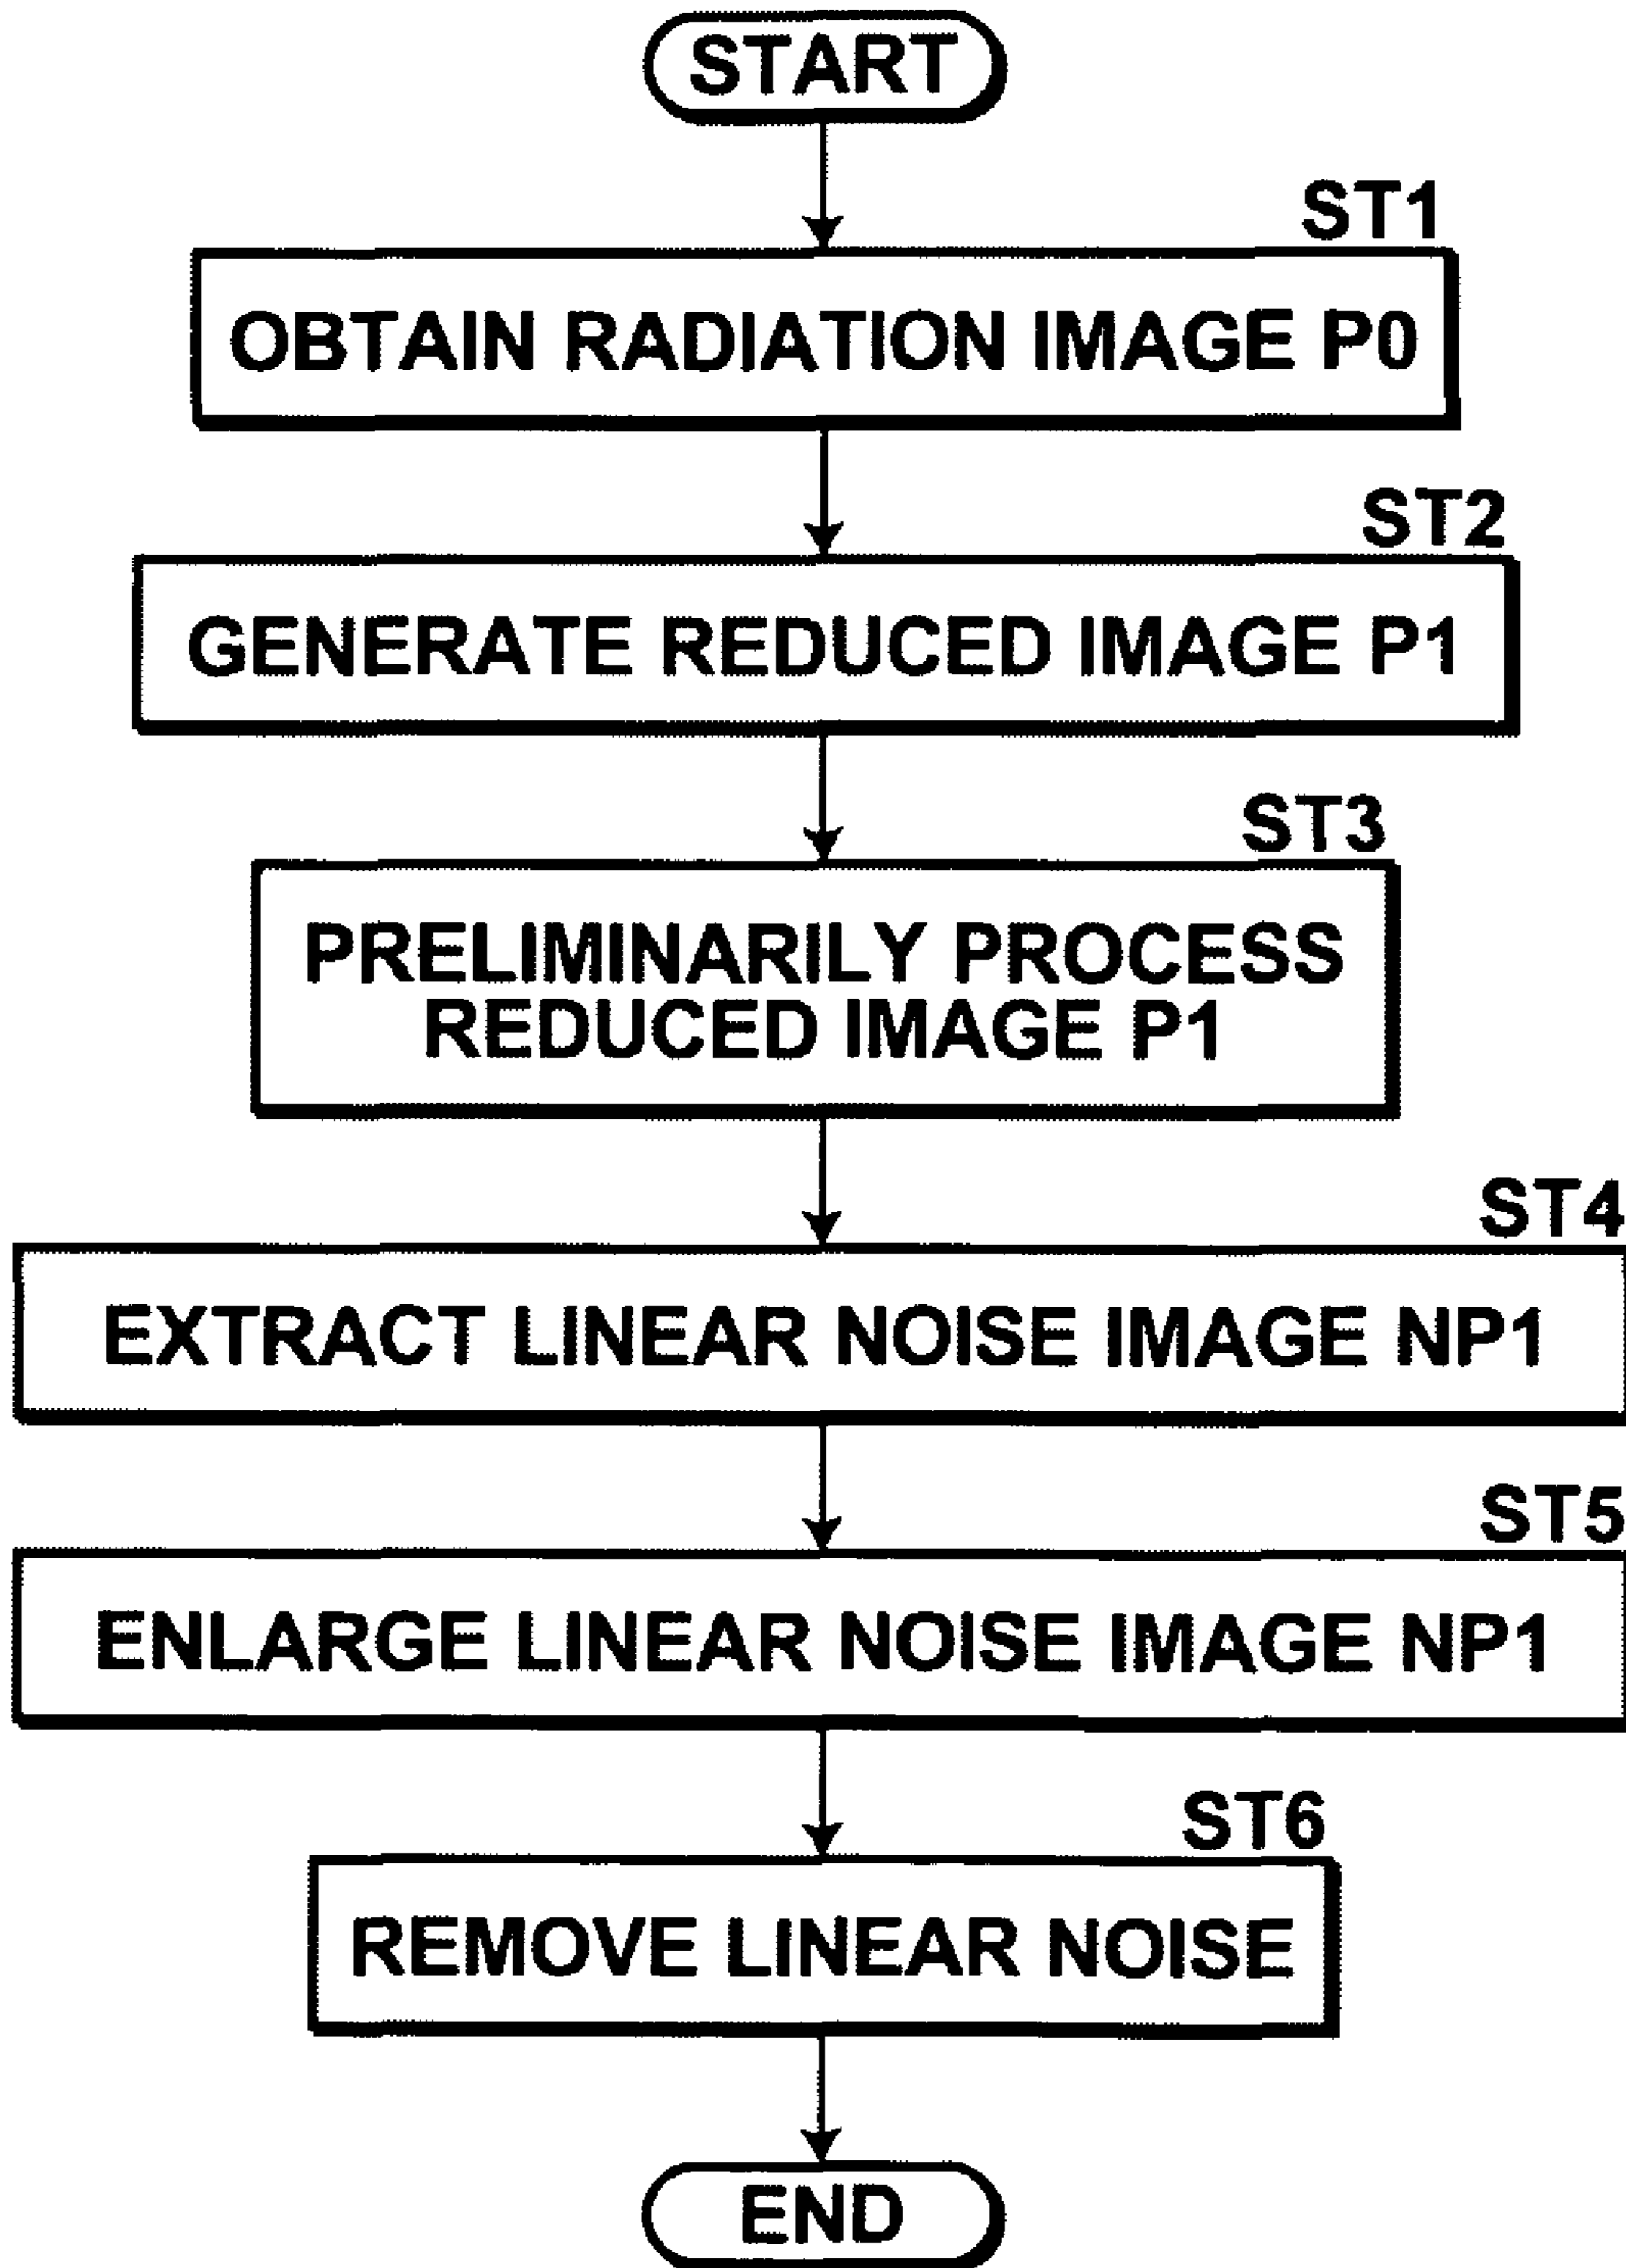 START
ST1
OBTAIN RADIATION IMAGE P0
ST2
GENERATE REDUCED IMAGE P1
ST3
PRELIMINARILY PROCESS
REDUCED IMAGE P1
ST4
EXTRACT LINEAR NOISE IMAGE NP1
ST5
ENLARGE LINEAR NOISE IMAGE NP1
ST6
REMOVE LINEAR NOISE
END